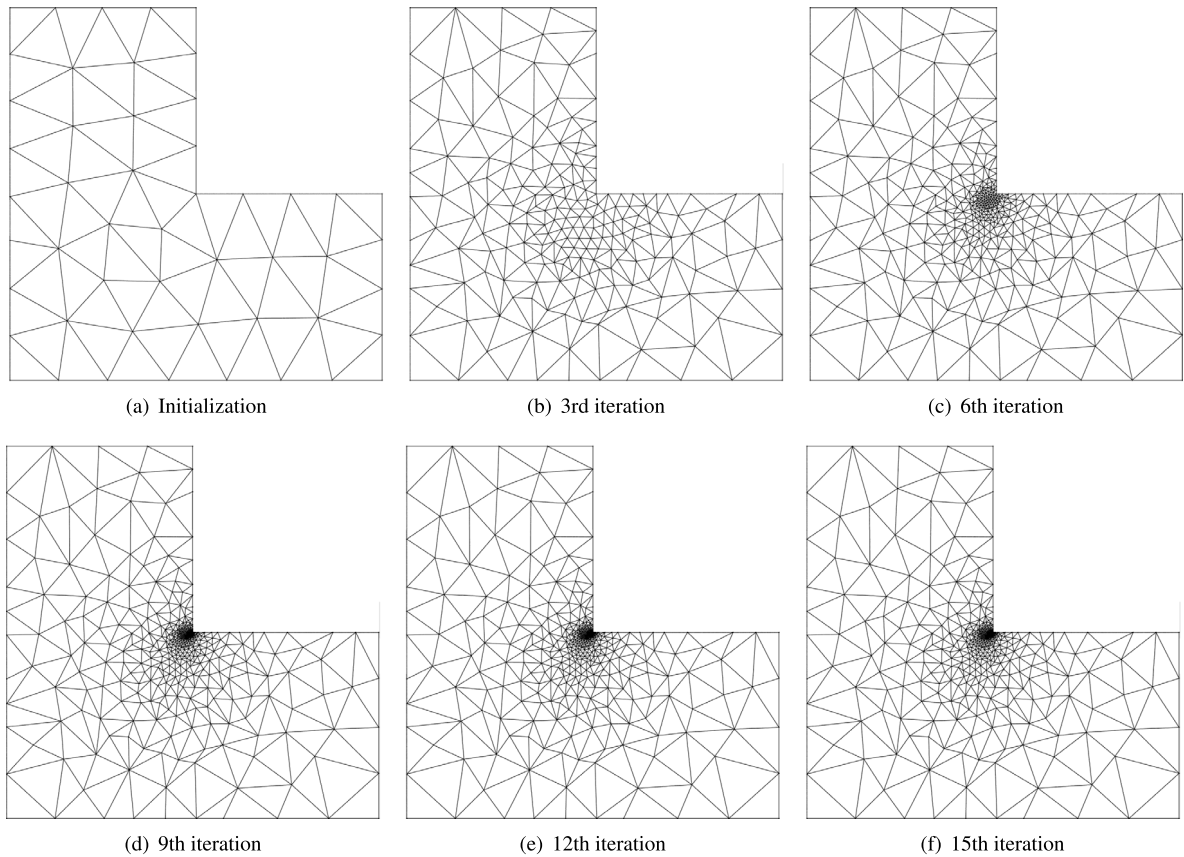 (a) Initialization
(b) 3rd iteration
(c) 6th iteration
(d) 9th iteration
(e) 12th iteration
(f) 15th iteration